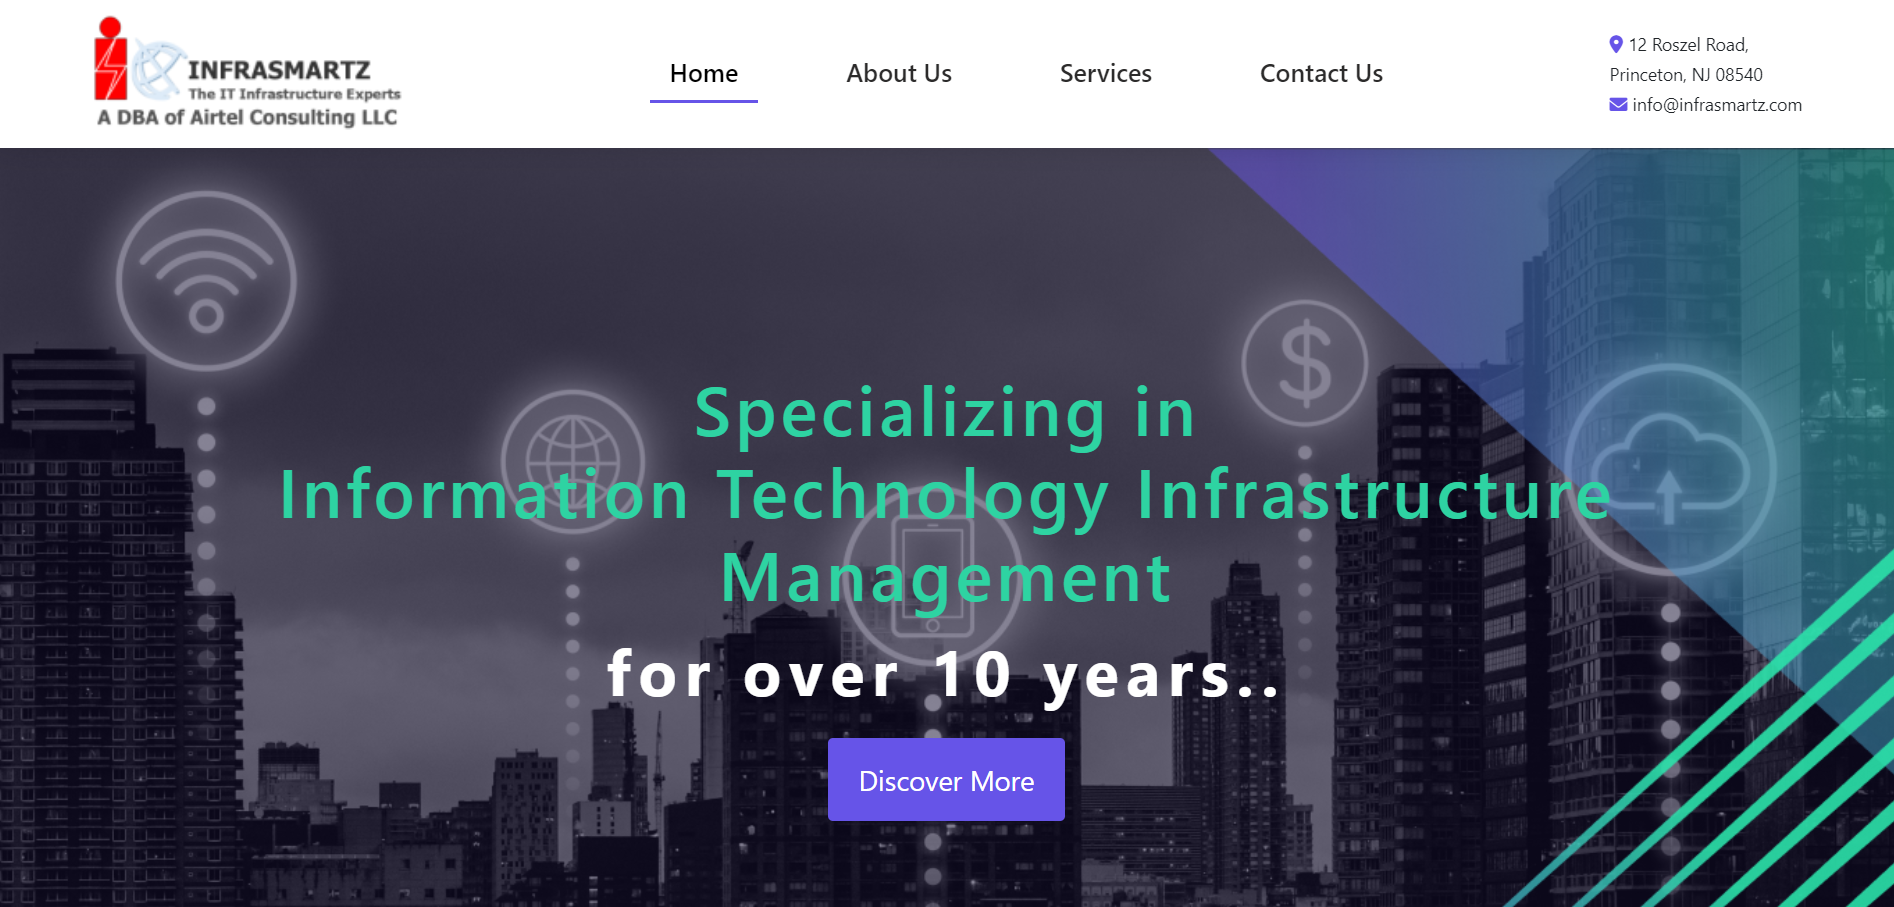 INFRASMARTZ
The IT Infrastructure Experts
A DBA of Airtel Consulting LLC
Home
About Us
Services
Contact Us
12 Roszel Road,
Princeton, NJ 08540
info@infrasmartz.com
Specializing in
Information Technology Infrastructure
Management
for over 10 years..
Discover More